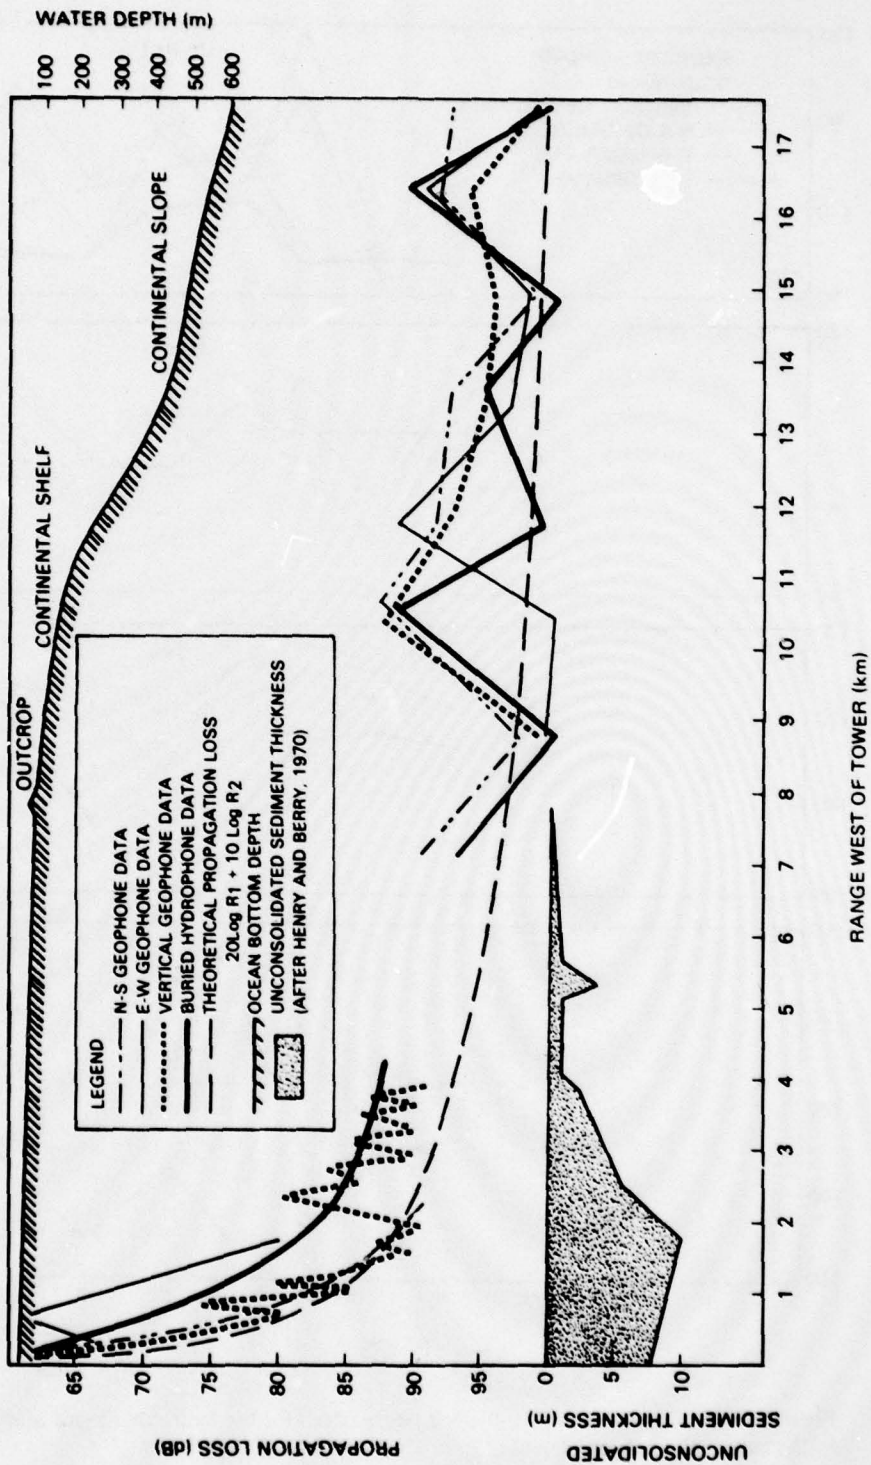 WATER DEPTH (m)
100
200
300
400
500
600
OUTCROP
CONTINENTAL SHELF
CONTINENTAL SLOPE
LEGEND
N-S GEOPHONE DATA
E-W GEOPHONE DATA
VERTICAL GEOPHONE DATA
BURIED HYDROPHONE DATA
THEORETICAL PROPAGATION LOSS
20Log R1 + 10 Log R2
OCEAN BOTTOM DEPTH
UNCONSOLIDATED SEDIMENT THICKNESS
(AFTER HENRY AND BERRY, 1970)
PROPAGATION LOSS (dB)
65
70
75
80
85
90
95
UNCONSOLIDATED
SEDIMENT THICKNESS (m)
0
5
10
1
2
3
4
5
6
7
8
9
10
11
12
13
14
15
16
17
RANGE WEST OF TOWER (km)